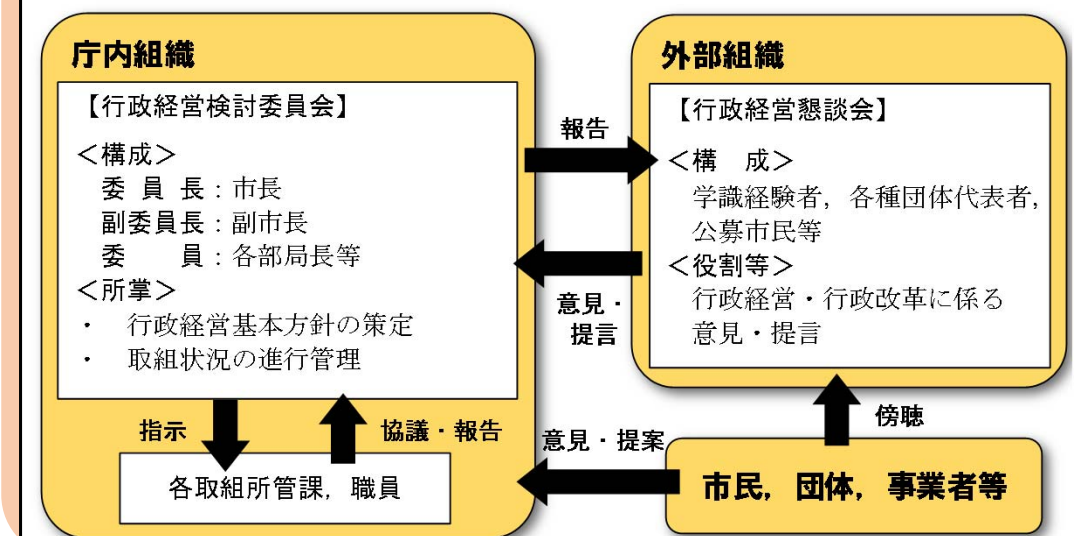 庁内組織
【行政経営検討委員会】
＜構成＞
委 員 長：市長
副委員長：副市長
委　　員：各部局長等
＜所掌＞
・　行政経営基本方針の策定
・　取組状況の進行管理
指示
協議・報告
各取組所管課，職員
報告
意見・
提言
外部組織
【行政経営懇談会】
＜構　成＞
学識経験者，各種団体代表者，
公募市民等
＜役割等＞
行政経営・行政改革に係る
意見・提言
傍聴
意見・提案
市民，団体，事業者等